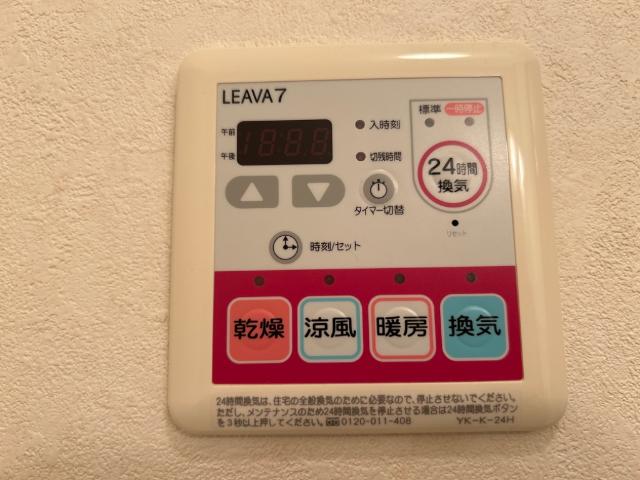 LEAVA7
標準 一時停止
午前
午後
入時刻
切残時間
タイマー切替
24時間
換気
リセット
時刻/セット
乾燥 涼風 暖房 換気
24時間換気は、住宅の全般換気のために必要なので、停止させないでください。
ただし、メンテナンスのため24時間換気を停止させる場合は24時間換気ボタン
を3秒以上押してください。 0120-011-408 YK-K-24H